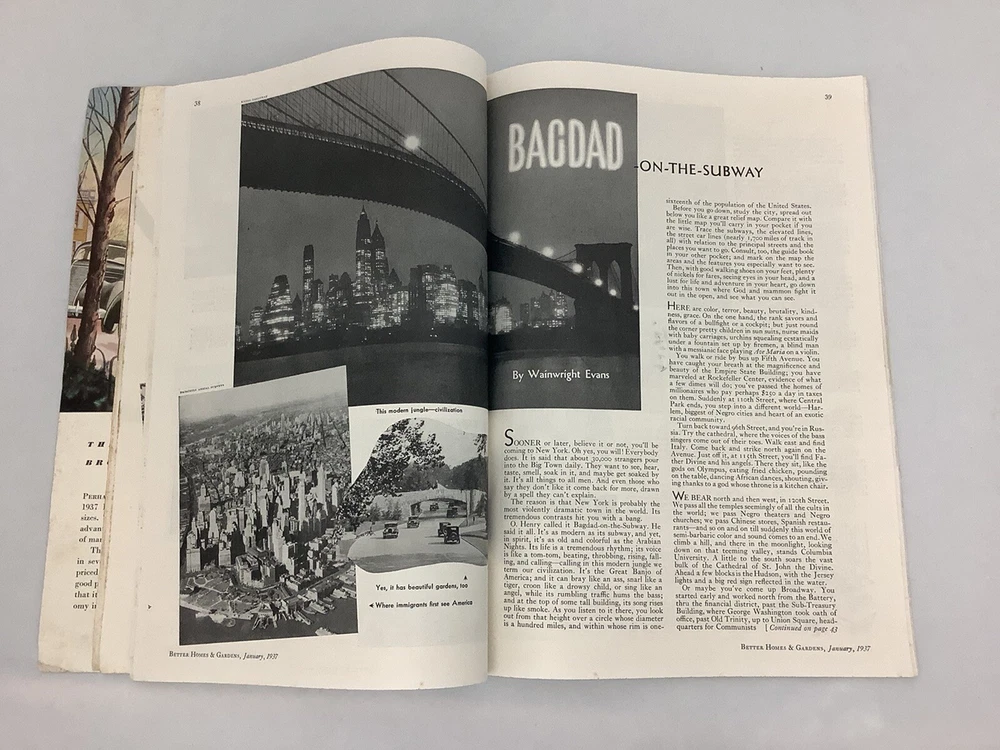 TH
BRO
PERHA
1937
sizes.
advan
of mar
Th
in sev
priced
good p
that it
omy i
38
This modern jungle—civilization
Yes, it has beautiful gardens, too
Where immigrants first see America
BETTER HOMES & GARDENS, January, 1937
39
BAGDAD
-ON-THE-SUBWAY
By Wainwright Evans
SOONER or later, believe it or not, you'll be
coming to New York. Oh yes, you will! Everybody
does. It is said that about 30,000 strangers pour
into the Big Town daily. They want to see, hear,
taste, smell, soak in it, and maybe get soaked by
it. It's all things to all men. And even those who
say they don't like it come back for more, drawn
by a spell they can't explain.
The reason is that New York is probably the
most violently dramatic town in the world. Its
tremendous contrasts hit you with a bang.
O. Henry called it Bagdad-on-the-Subway. He
said it all. It's as modern as its subway, and yet,
in spirit, it's as old and colorful as the Arabian
Nights. Its life is a tremendous rhythm; its voice
is like a tom-tom, beating, throbbing, rising, fall-
ing, and calling—calling in this modern jungle we
term our civilization. It's the Great Banjo of
America; and it can bray like an ass, snarl like a
tiger, croon like a drowsy child, or sing like an
angel, while its rumbling traffic hums the bass;
and at the top of some tall building, its song rises
up like smoke. As you listen to it there, you look
out from that height over a circle whose diameter
is a hundred miles, and within whose rim is one-
sixteenth of the population of the United States.
Before you go down, study the city, spread out
below you like a great relief map. Compare it with
the little map you'll carry in your pocket if you
are wise. Trace the subways, the elevated lines,
the street car lines (nearly 1,700 miles of track in
all) with relation to the principal streets and the
places you want to go. Consult, too, the guide book
in your other pocket; and mark on the map the
areas and the features you especially want to see.
Then, with good walking shoes on your feet, plenty
of nickels for fares, seeing eyes in your head, and a
lust for life and adventure in your heart, go down
into this town where God and mammon fight it
out in the open, and see what you can see.
HERE are color, terror, beauty, brutality, kind-
ness, grace. On the one hand, the rank savors and
flavors of a bullfight or a cockpit; but just round
the corner pretty children in sun suits, nurse maids
with baby carriages, urchins squealing ecstatically
under a fountain set up by firemen, a blind man
with a messianic face playing Ave Maria on a violin.
You walk or ride by bus up Fifth Avenue. You
have caught your breath at the magnificence and
beauty of the Empire State Building; you have
marveled at Rockefeller Center, evidence of what
a few dimes will do; you've passed the homes of
millionaires who pay perhaps $250 a day in taxes
on them. Suddenly at 110th Street, where Central
Park ends, you step into a different world—Har-
lem, biggest of Negro cities and heart of an exotic
racial community.
Turn back toward 96th Street, and you're in Rus-
sia. Try the cathedral, where the voices of the bass
singers come out of their toes. Walk east and find
Italy. Come back and strike north again on the
Avenue. Just off it, at 115th Street, you'll find Fa-
ther Divine and his angels. There they sit, like the
gods on Olympus, eating fried chicken, pounding
on the table, dancing African dances, shouting, giv-
ing thanks to a god whose throne is a kitchen chair.
WE BEAR north and then west, in 120th Street.
We pass all the temples seemingly of all the cults in
the world; we pass Negro theaters and Negro
churches; we pass Chinese stores, Spanish restau-
rants—and so on and on till suddenly this world of
semi-barbaric color and sound comes to an end. We
climb a hill, and there in the moonlight, looking
down on that teeming valley, stands Columbia
University. A little to the south soars the vast
bulk of the Cathedral of St. John the Divine.
Ahead a few blocks is the Hudson, with the Jersey
lights and a big red sign reflected in the water.
Or maybe you've come up Broadway. You
started early and worked north from the Battery,
thru the financial district, past the Sub-Treasury
Building, where George Washington took oath of
office, past Old Trinity, up to Union Square, head-
quarters for Communists [Continued on page 43
BETTER HOMES & GARDENS, January, 1937